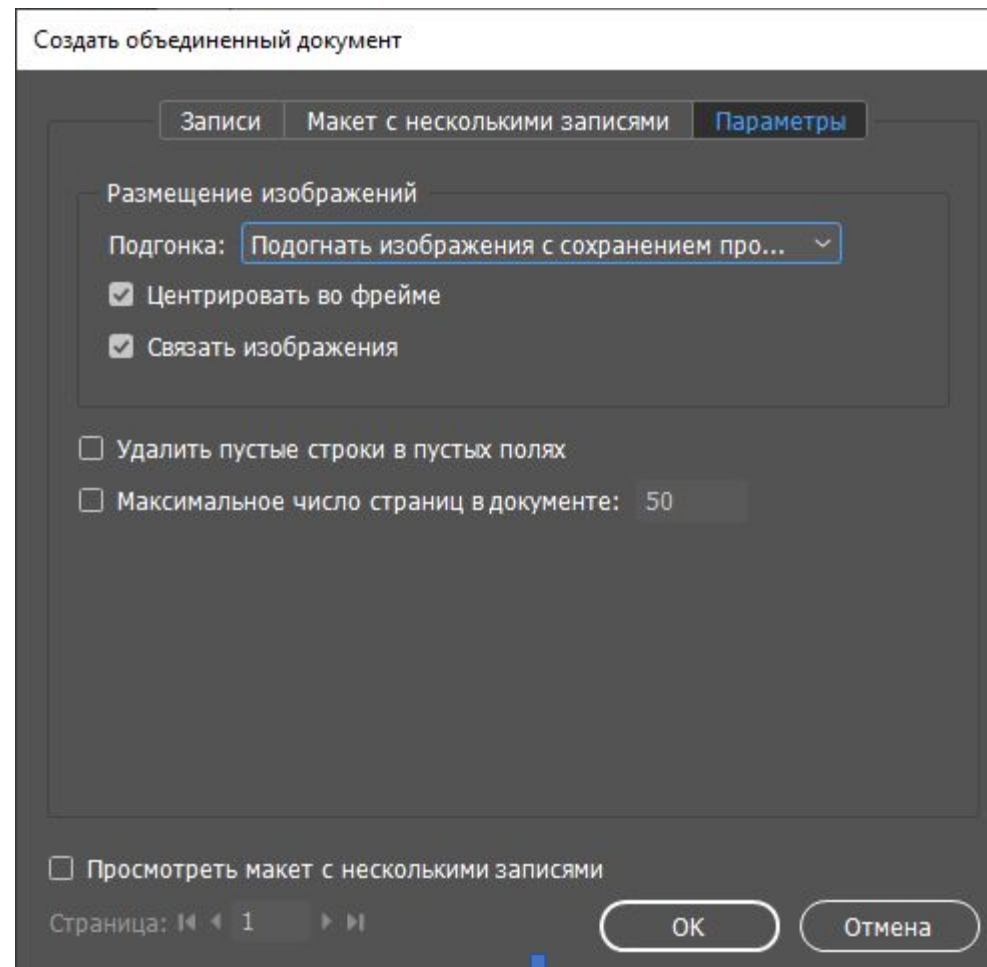 Создать объединенный документ
Записи Макет с несколькими записями Параметры
Размещение изображений
Подгонка: Подогнать изображения с сохранением про...
Центрировать во фрейме
Связать изображения
Удалить пустые строки в пустых полях
Максимальное число страниц в документе: 50
Просмотреть макет с несколькими записями
Страница: 1
ОК Отмена